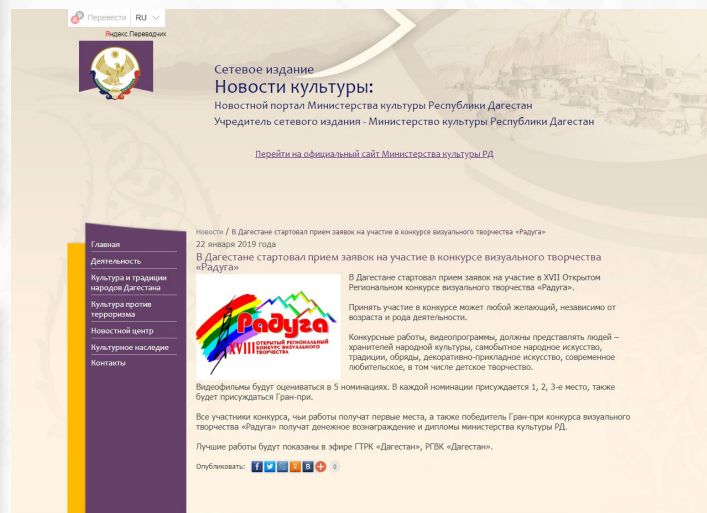 Перевести RU
Яндекс.Переводчик
Сетевое издание
Новости культуры:
Новостной портал Министерства культуры Республики Дагестан
Учредитель сетевого издания - Министерство культуры Республики Дагестан
Перейти на официальный сайт Министерства культуры РД
Главная
Деятельность
Культура и традиции
народов Дагестана
Культура против
терроризма
Новостной центр
Культурное наследие
Контакты
Новости / В Дагестане стартовал прием заявок на участие в конкурсе визуального творчества «Радуга»
22 января 2019 года
В Дагестане стартовал прием заявок на участие в конкурсе визуального творчества
«Радуга»
Радуга
XVIII ОТКРЫТЫЙ РЕГИОНАЛЬНЫЙ
КОНКУРС ВИЗУАЛЬНОГО
ТВОРЧЕСТВА
В Дагестане стартовал прием заявок на участие в XVII Открытом
Региональном конкурсе визуального творчества «Радуга».
Принять участие в конкурсе может любой желающий, независимо от
возраста и рода деятельности.
Конкурсные работы, видеопрограммы, должны представлять людей –
хранителей народной культуры, самобытное народное искусство,
традиции, обряды, декоративно-прикладное искусство, современное
любительское, в том числе детское творчество.
Видеофильмы будут оцениваться в 5 номинациях. В каждой номинации присуждается 1, 2, 3-е место, также
будет присуждаться Гран-при.
Все участники конкурса, чьи работы получат первые места, а также победитель Гран-при конкурса визуального
творчества «Радуга» получат денежное вознаграждение и дипломы министерства культуры РД.
Лучшие работы будут показаны в эфире ГТРК «Дагестан», РГВК «Дагестан».
Опубликовать: 0